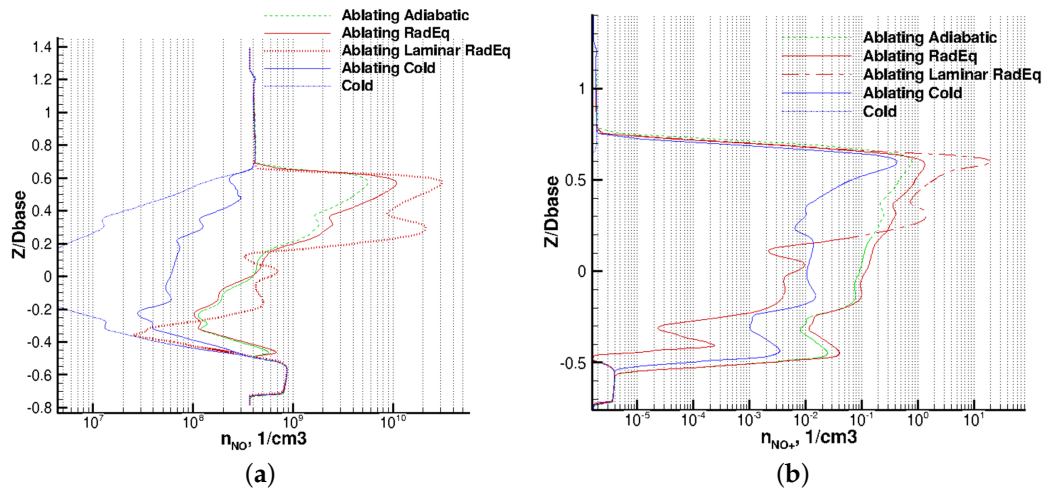 Ablating Adiabatic
Ablating RadEq
Ablating Laminar RadEq
Ablating Cold
Cold
1.4
1.2
1
0.8
0.6
0.4
0.2
0
-0.2
-0.4
-0.6
-0.8
Z/Dbase
10^7
10^8
10^9
10^10
n_NO, 1/cm3
(a)
Ablating Adiabatic
Ablating RadEq
Ablating Laminar RadEq
Ablating Cold
Cold
1
0.5
0
-0.5
Z/Dbase
10^-5
10^-4
10^-3
10^-2
10^-1
10^0
10^1
n_NO+, 1/cm3
(b)